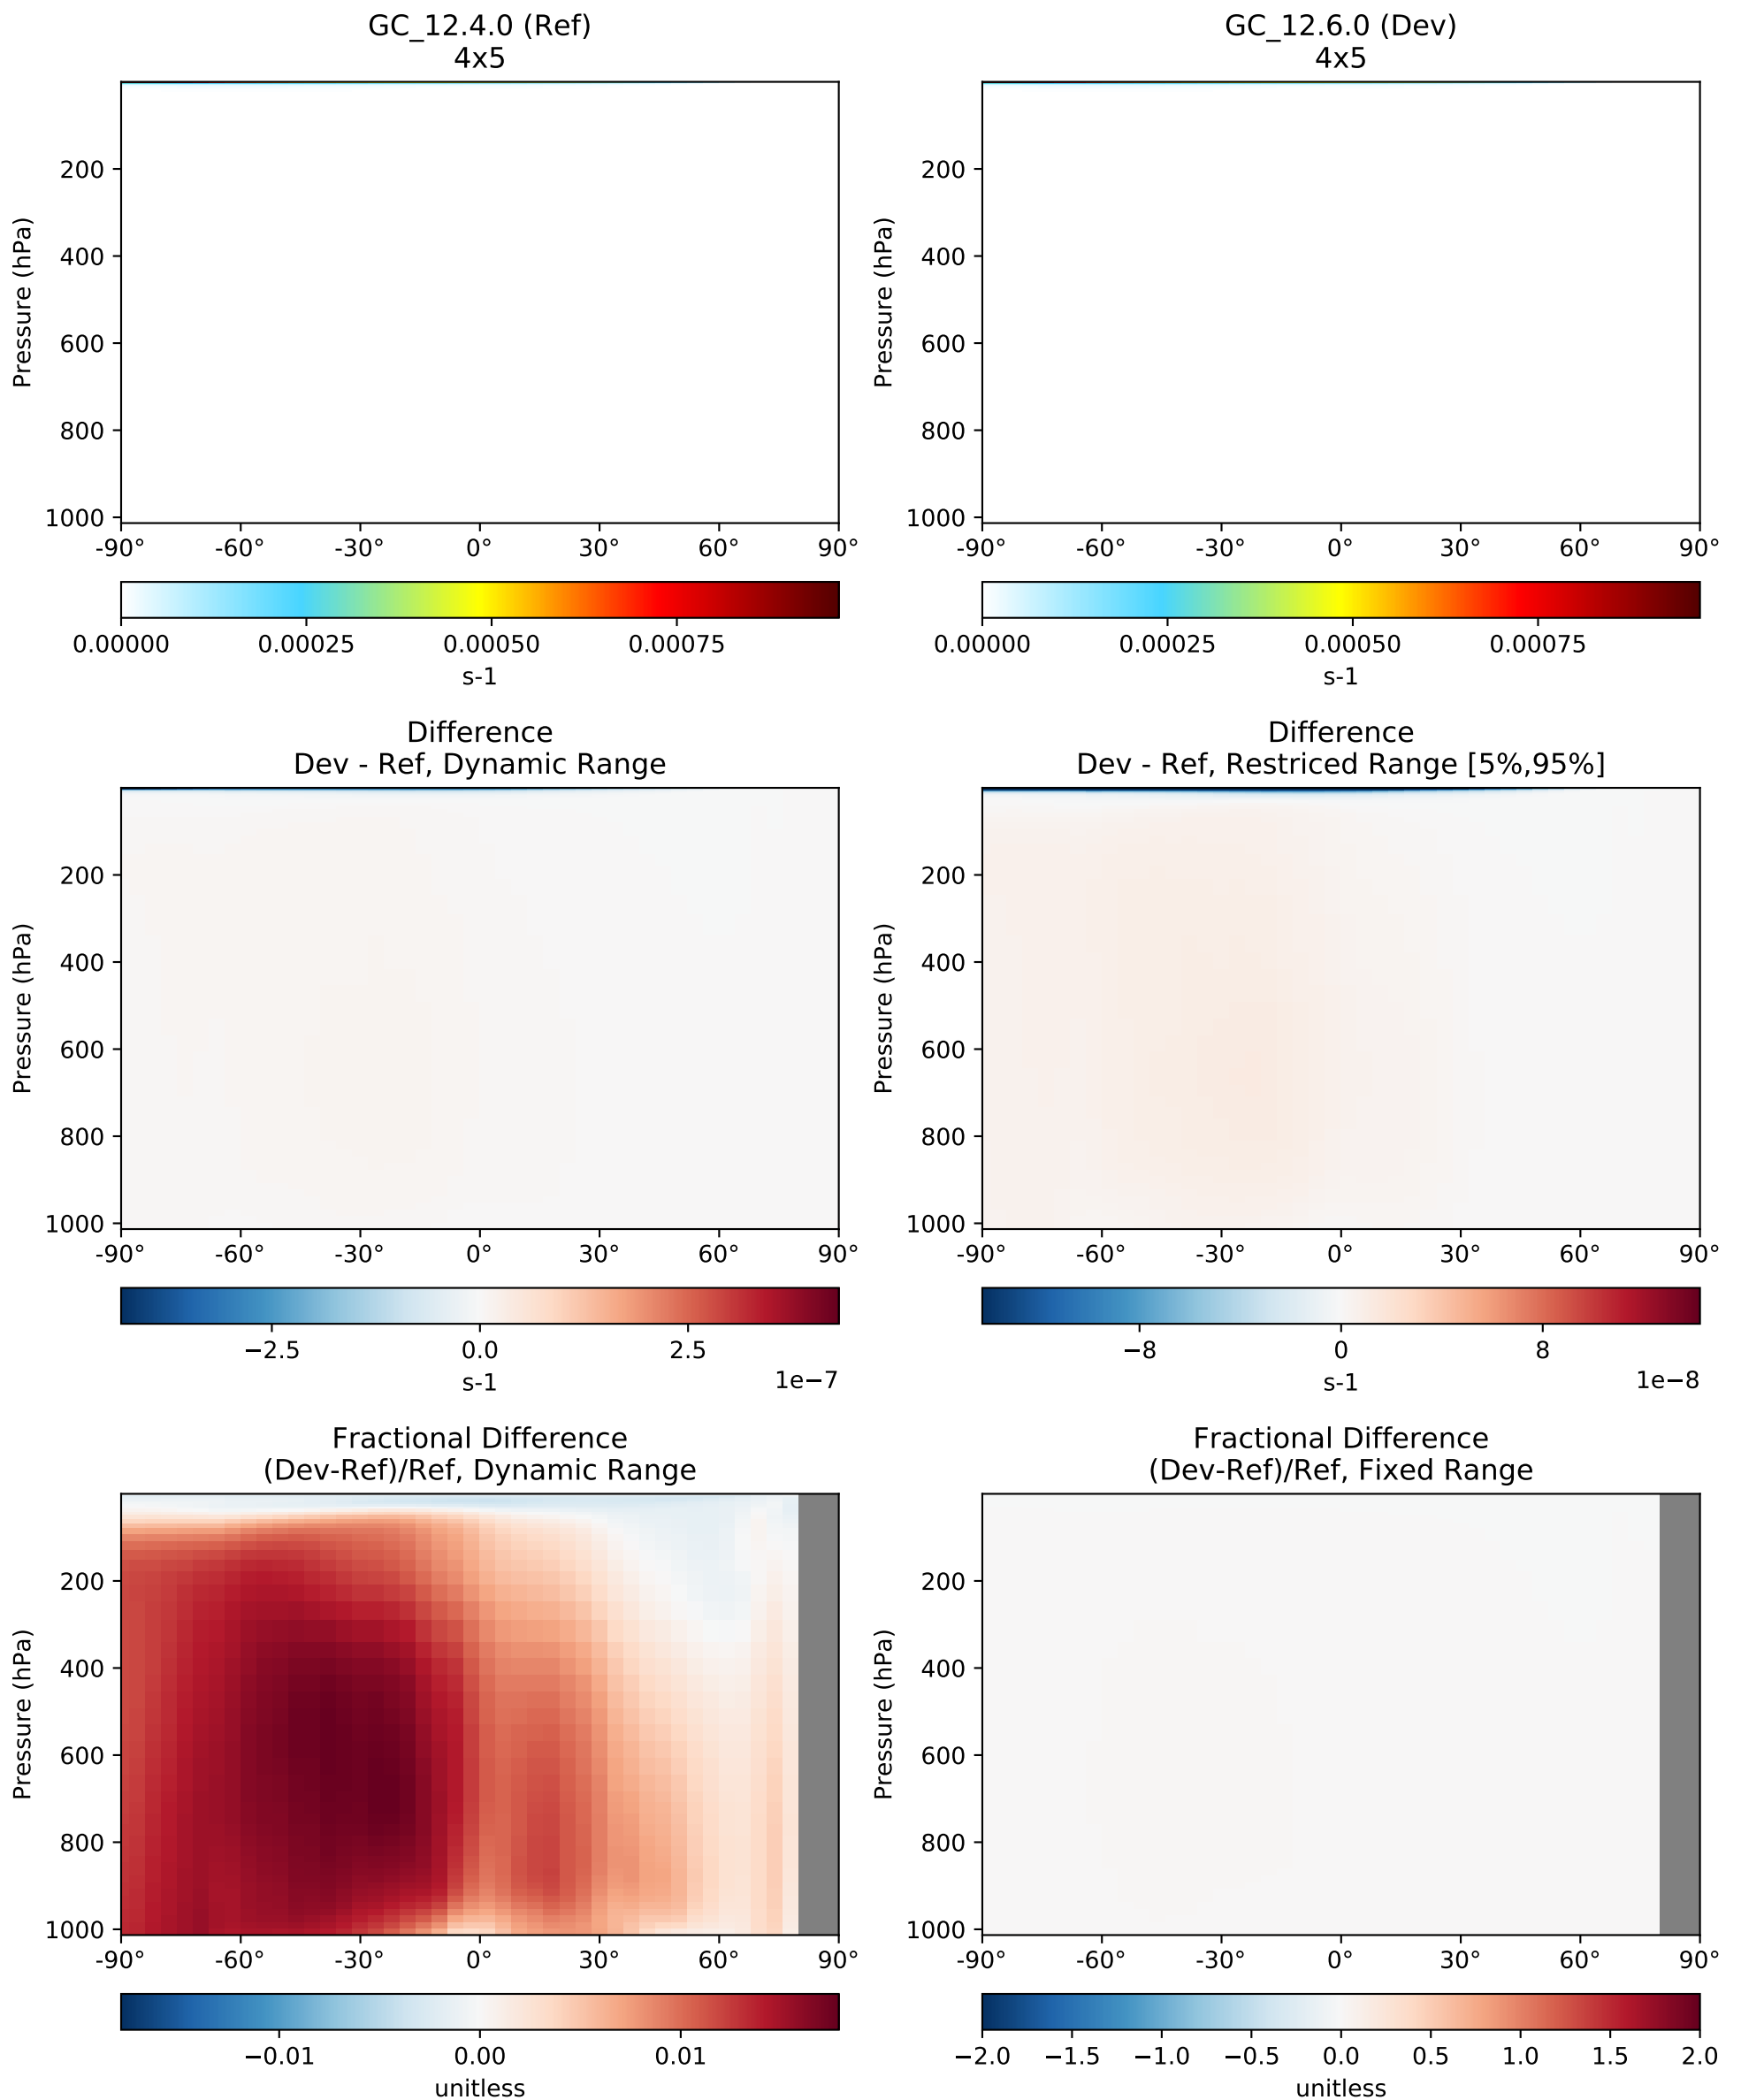 GC_12.4.0 (Ref)
4x5
Pressure (hPa)
200
400
600
800
1000
-90° -60° -30° 0° 30° 60° 90°
0.00000 0.00025 0.00050 0.00075
s-1
GC_12.6.0 (Dev)
4x5
Pressure (hPa)
200
400
600
800
1000
-90° -60° -30° 0° 30° 60° 90°
0.00000 0.00025 0.00050 0.00075
s-1
Difference
Dev - Ref, Dynamic Range
Pressure (hPa)
200
400
600
800
1000
-90° -60° -30° 0° 30° 60° 90°
−2.5 0.0 2.5
s-1
1e−7
Difference
Dev - Ref, Restriced Range [5%,95%]
Pressure (hPa)
200
400
600
800
1000
-90° -60° -30° 0° 30° 60° 90°
−8 0 8
s-1
1e−8
Fractional Difference
(Dev-Ref)/Ref, Dynamic Range
Pressure (hPa)
200
400
600
800
1000
-90° -60° -30° 0° 30° 60° 90°
−0.01 0.00 0.01
unitless
Fractional Difference
(Dev-Ref)/Ref, Fixed Range
Pressure (hPa)
200
400
600
800
1000
-90° -60° -30° 0° 30° 60° 90°
−2.0 −1.5 −1.0 −0.5 0.0 0.5 1.0 1.5 2.0
unitless